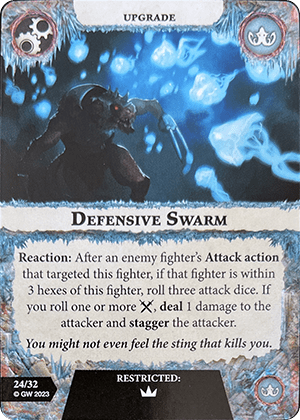 UPGRADE
DEFENSIVE SWARM
Reaction: After an enemy fighter's Attack action
that targeted this fighter, if that fighter is within
3 hexes of this fighter, roll three attack dice. If
you roll one or more , deal 1 damage to the
attacker and stagger the attacker.
You might not even feel the sting that kills you.
24/32
© GW 2023
RESTRICTED: